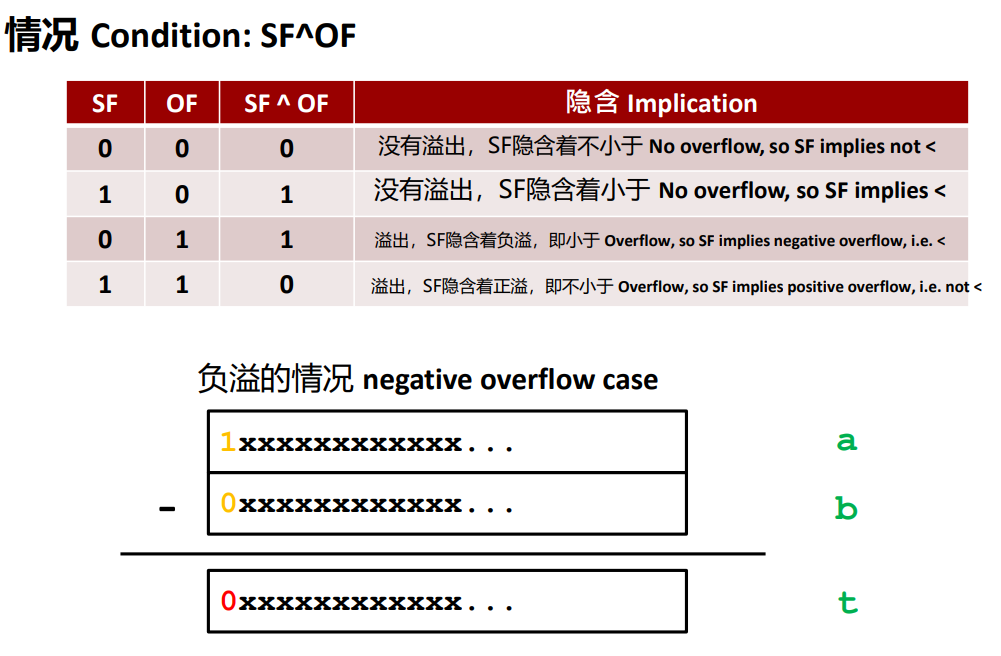 情况 Condition: SF^OF
SF OF SF ^ OF 隐含 Implication
0 0 0 没有溢出，SF隐含着不小于 No overflow, so SF implies not <
1 0 1 没有溢出，SF隐含着小于 No overflow, so SF implies <
0 1 1 溢出，SF隐含着负溢，即小于 Overflow, so SF implies negative overflow, i.e. <
1 1 0 溢出，SF隐含着正溢，即不小于 Overflow, so SF implies positive overflow, i.e. not <
负溢的情况 negative overflow case
1xxxxxxxxxxxx... a
- 0xxxxxxxxxxxx... b
0xxxxxxxxxxxx... t